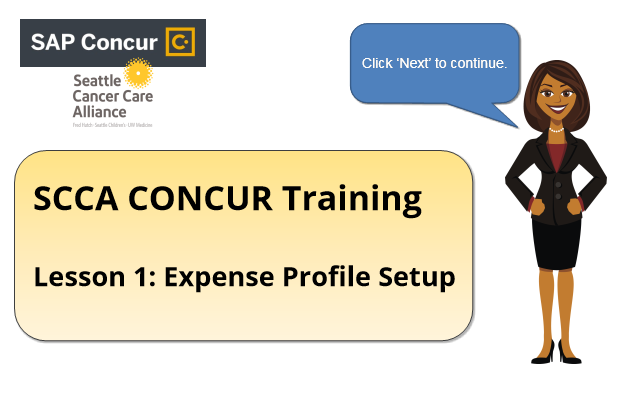 SAP Concur
Seattle
Cancer Care
Alliance
Fred Hutch · Seattle Children's · UW Medicine
Click ‘Next’ to continue.
SCCA CONCUR Training
Lesson 1: Expense Profile Setup